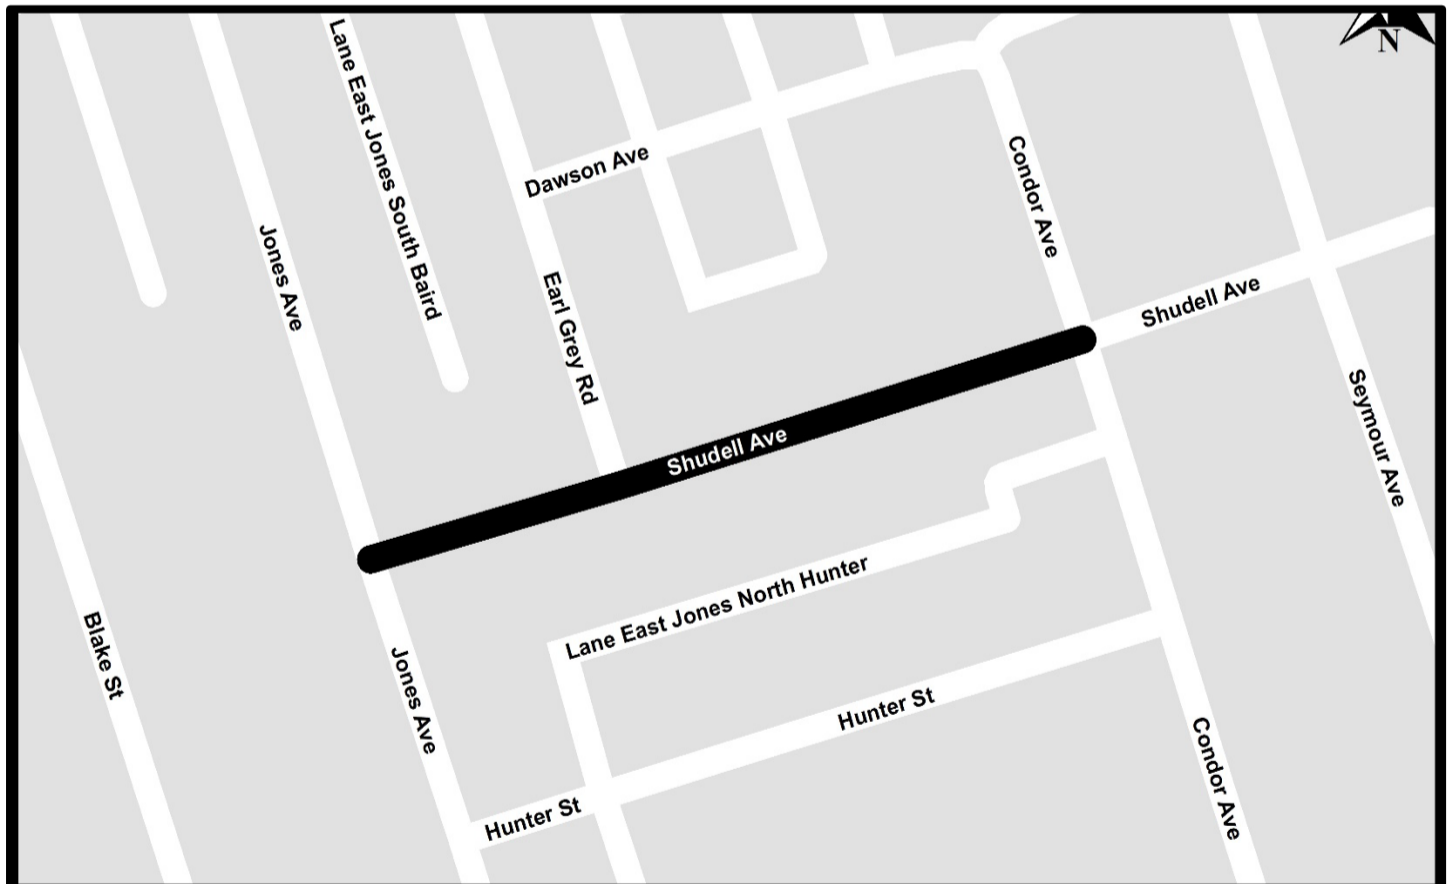 N
Lane East Jones South Baird
Dawson Ave
Condor Ave
Jones Ave
Earl Grey Rd
Shudell Ave
Shudell Ave
Seymour Ave
Lane East Jones North Hunter
Blake St
Jones Ave
Hunter St
Condor Ave
Hunter St